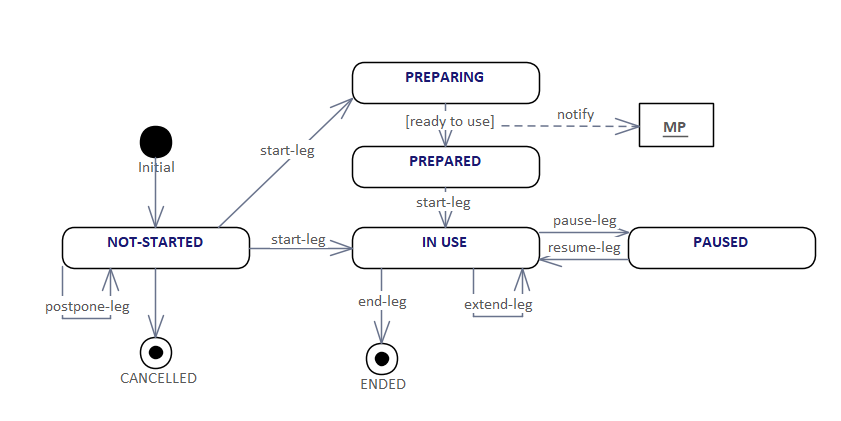 PREPARING
[ready to use]
notify
MP
Initial
start-leg
PREPARED
start-leg
NOT-STARTED
start-leg
IN USE
pause-leg
resume-leg
PAUSED
postpone-leg
end-leg
extend-leg
CANCELLED
ENDED